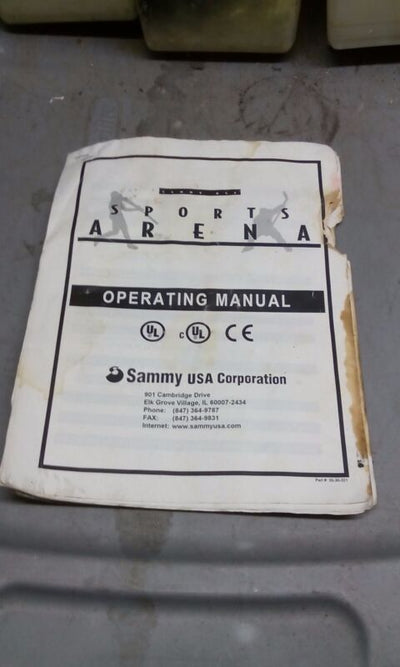 SPORTS
ARENA
OPERATING MANUAL
UL
c UL CE
Sammy USA Corporation
901 Cambridge Drive
Elk Grove Village, IL 60007-2434
Phone: (847) 364-9787
FAX: (847) 364-9831
Internet: www.sammyusa.com
Part #